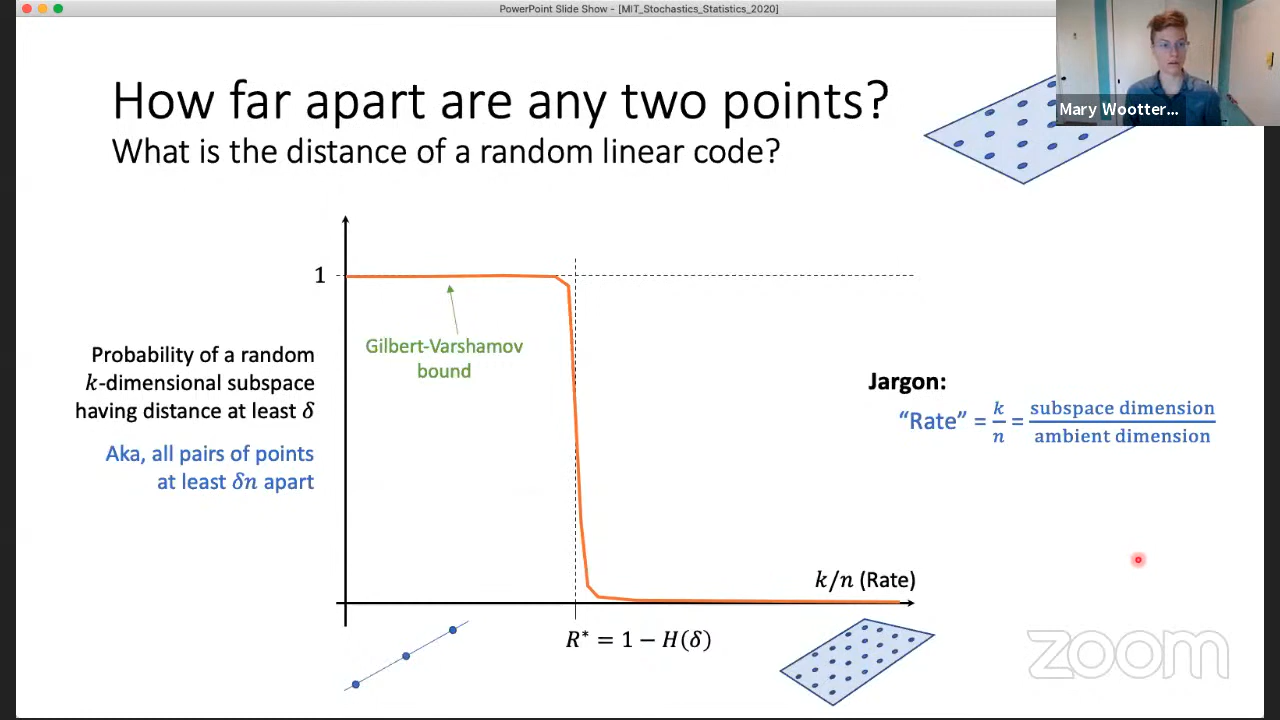 PowerPoint Slide Show - [MIT_Stochastics_Statistics_2020]
How far apart are any two points?
What is the distance of a random linear code?
Mary Wootter...
1
Gilbert-Varshamov
bound
Probability of a random
k-dimensional subspace
having distance at least δ
Aka, all pairs of points
at least δn apart
Jargon:
“Rate” = k/n = subspace dimension / ambient dimension
k/n (Rate)
R* = 1 − H(δ)
zoom